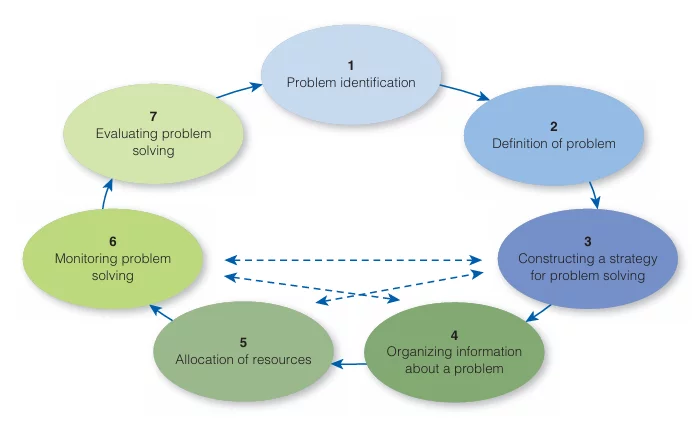 1
Problem identification
2
Definition of problem
3
Constructing a strategy
for problem solving
4
Organizing information
about a problem
5
Allocation of resources
6
Monitoring problem
solving
7
Evaluating problem
solving